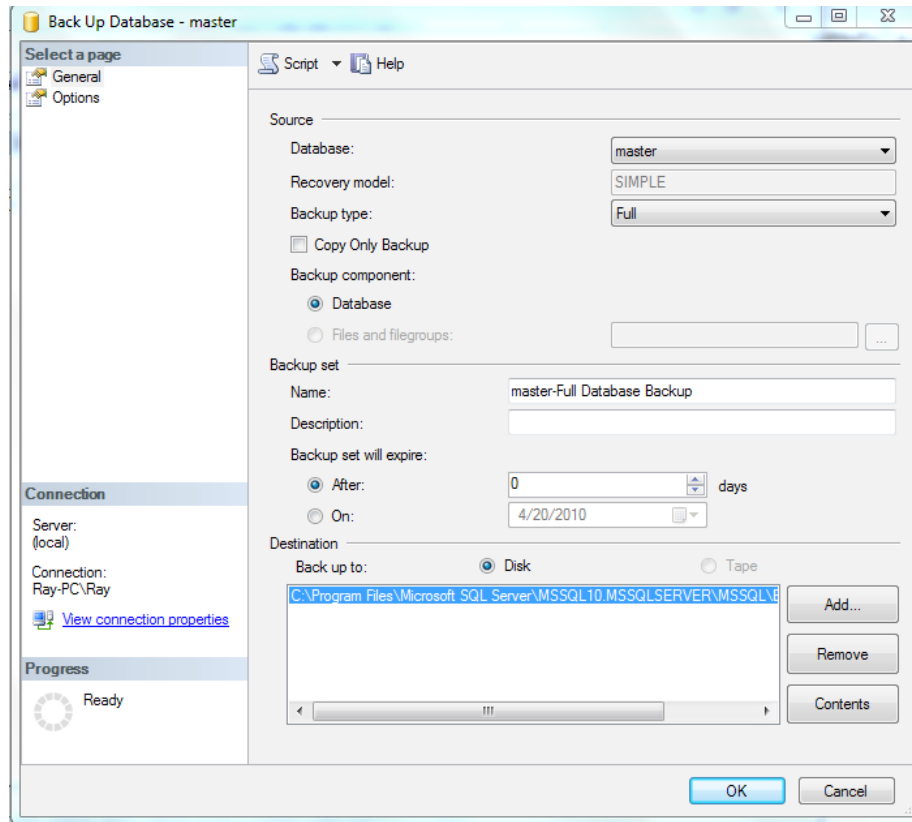 Back Up Database - master
Select a page
General
Options
Script Help
Source
Database: master
Recovery model: SIMPLE
Backup type: Full
Copy Only Backup
Backup component:
Database
Files and filegroups: ...
Backup set
Name: master-Full Database Backup
Description:
Backup set will expire:
After: 0 days
On: 4/20/2010
Destination
Back up to: Disk Tape
C:\Program Files\Microsoft SQL Server\MSSQL10.MSSQLSERVER\MSSQL\
Add...
Remove
Contents
Connection
Server:
(local)
Connection:
Ray-PC\Ray
View connection properties
Progress
Ready
OK Cancel